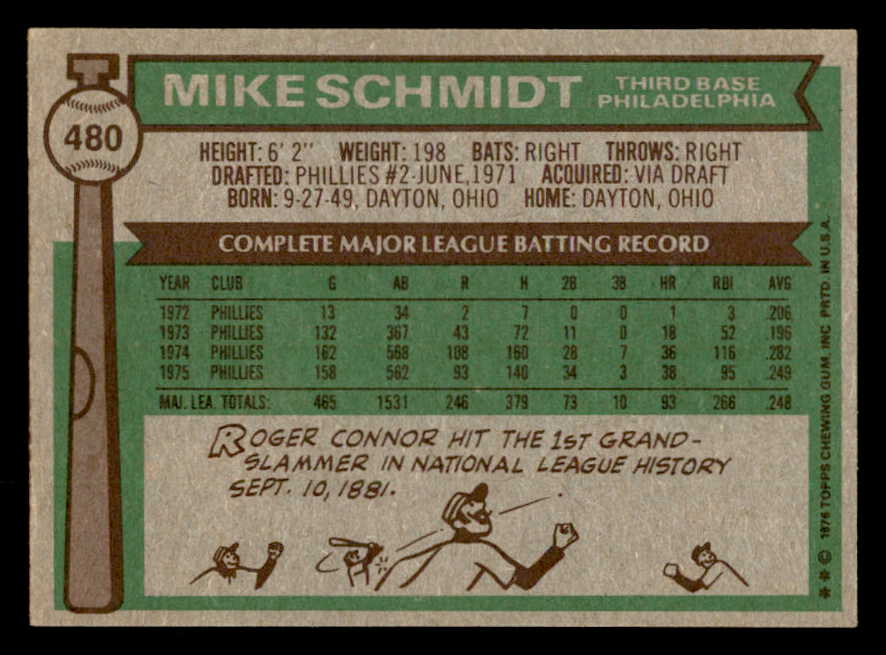 480
MIKE SCHMIDT
THIRD BASE
PHILADELPHIA
HEIGHT: 6' 2" WEIGHT: 198 BATS: RIGHT THROWS: RIGHT
DRAFTED: PHILLIES #2-JUNE, 1971 ACQUIRED: VIA DRAFT
BORN: 9-27-49, DAYTON, OHIO HOME: DAYTON, OHIO
COMPLETE MAJOR LEAGUE BATTING RECORD
YEAR CLUB G AB R H 2B 3B HR RBI AVG
1972 PHILLIES 13 34 2 7 0 0 1 3 .206
1973 PHILLIES 132 367 43 72 11 0 18 52 .196
1974 PHILLIES 162 568 108 160 28 7 36 116 .282
1975 PHILLIES 158 562 93 140 34 3 38 95 .249
MAJ. LEA. TOTALS: 465 1531 246 379 73 10 93 266 .248
ROGER CONNOR HIT THE 1ST GRAND-
SLAMMER IN NATIONAL LEAGUE HISTORY
SEPT. 10, 1881.
** © 1976 TOPPS CHEWING GUM, INC. PRTD. IN U.S.A.